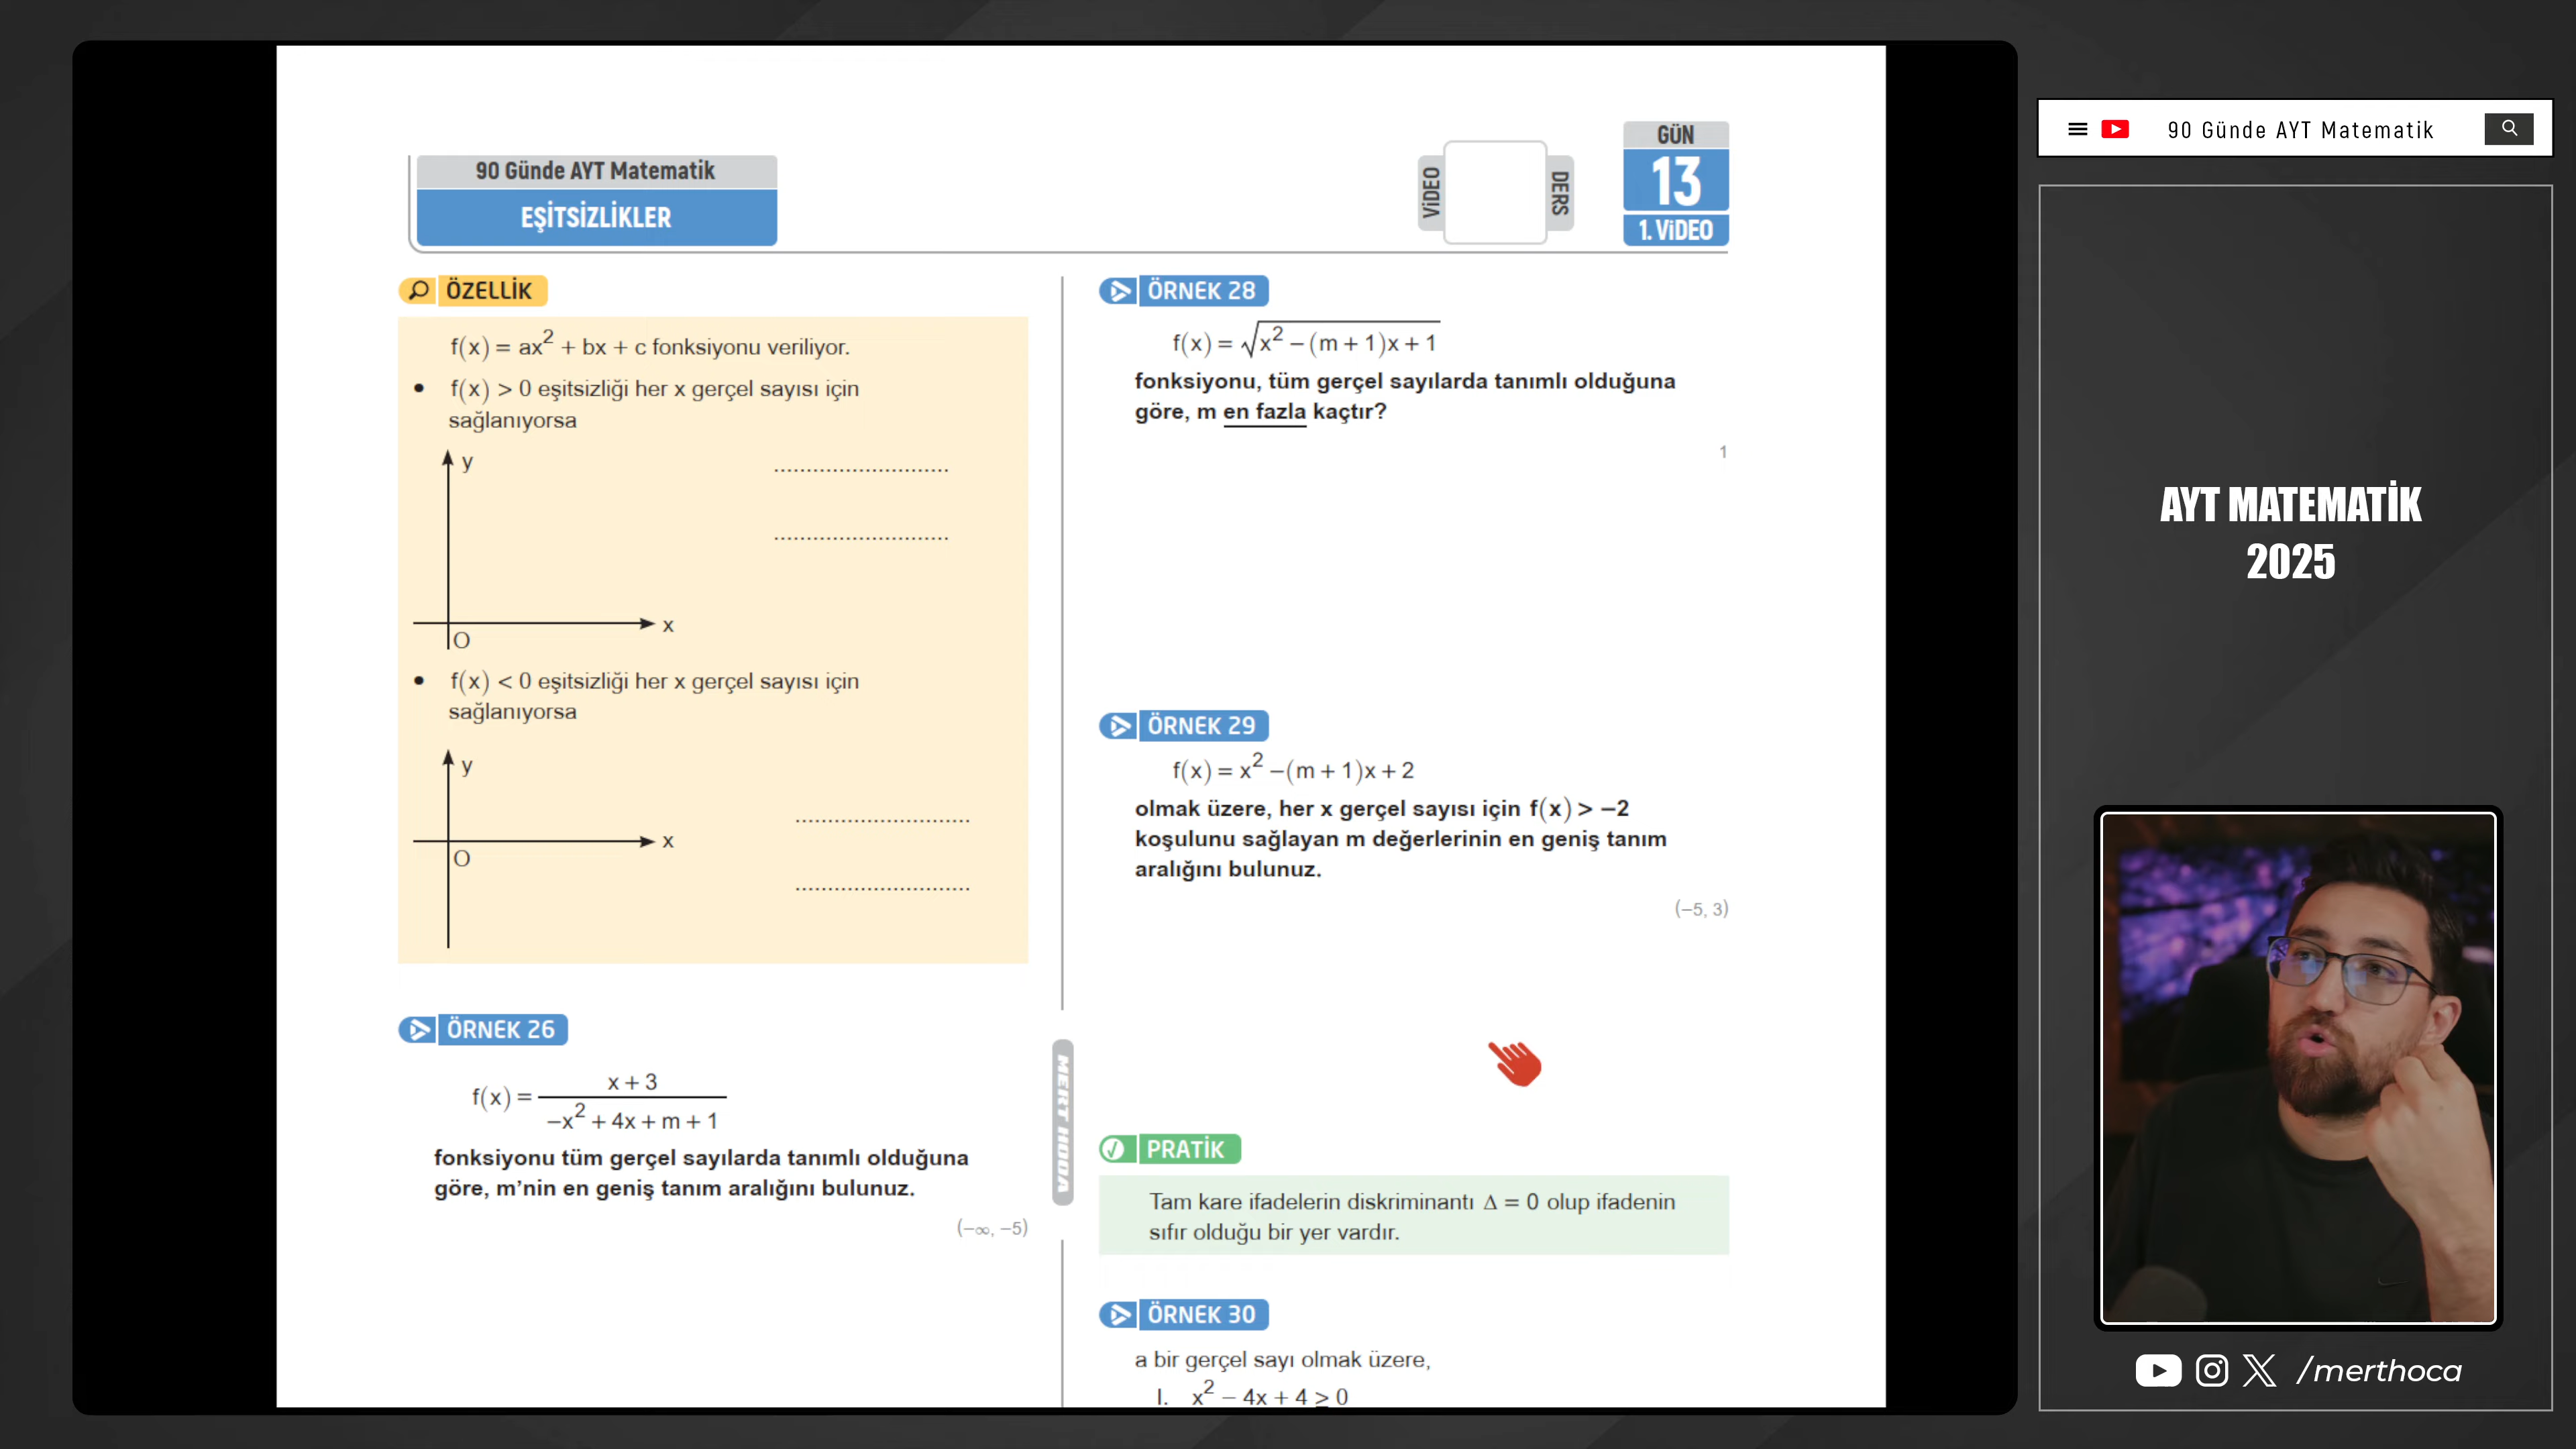 90 Günde AYT Matematik
EŞİTSİZLİKLER
VİDEO
DERS
GÜN
13
1. VİDEO
ÖZELLİK
f(x) = ax² + bx + c fonksiyonu veriliyor.
• f(x) > 0 eşitsizliği her x gerçel sayısı için
sağlanıyorsa
y
...........................
...........................
x
O
• f(x) < 0 eşitsizliği her x gerçel sayısı için
sağlanıyorsa
y
...........................
x
O
...........................
ÖRNEK 26
f(x) = (x + 3) / (−x² + 4x + m + 1)
fonksiyonu tüm gerçel sayılarda tanımlı olduğuna
göre, m’nin en geniş tanım aralığını bulunuz.
(−∞, −5)
MERT HOCA
ÖRNEK 28
f(x) = √(x² − (m + 1)x + 1)
fonksiyonu, tüm gerçel sayılarda tanımlı olduğuna
göre, m en fazla kaçtır?
1
ÖRNEK 29
f(x) = x² −(m + 1)x + 2
olmak üzere, her x gerçel sayısı için f(x) > −2
koşulunu sağlayan m değerlerinin en geniş tanım
aralığını bulunuz.
(−5, 3)
PRATİK
Tam kare ifadelerin diskriminantı Δ = 0 olup ifadenin
sıfır olduğu bir yer vardır.
ÖRNEK 30
a bir gerçel sayı olmak üzere,
I. x² − 4x + 4 ≥ 0
90 Günde AYT Matematik
AYT MATEMATİK
2025
/merthoca